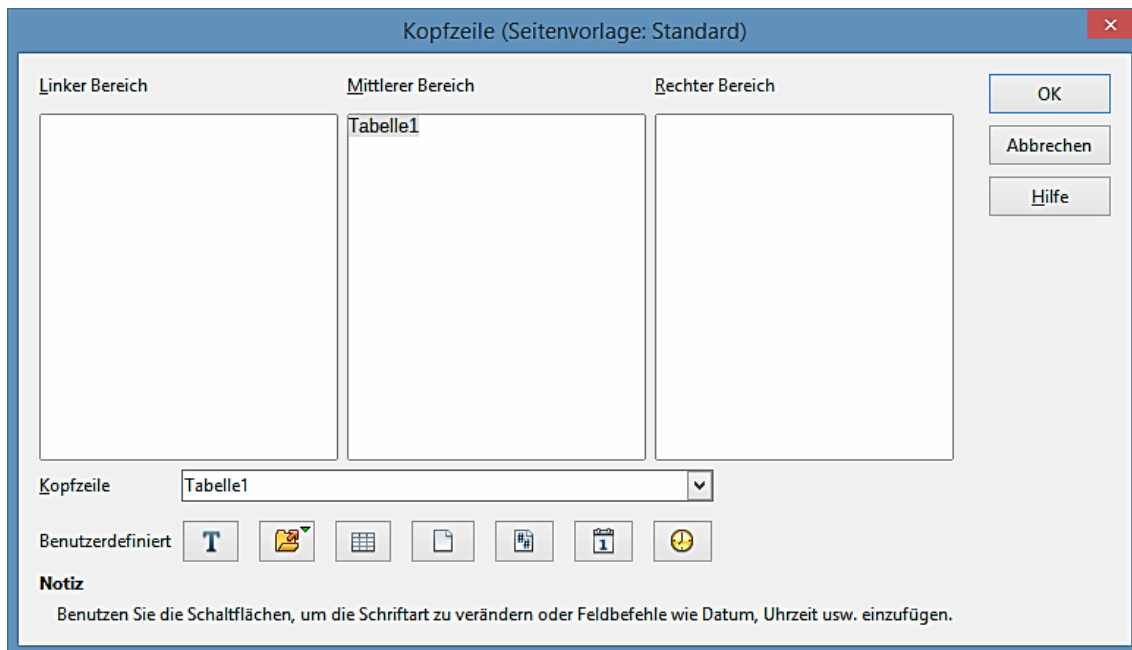 Kopfzeile (Seitenvorlage: Standard)
Linker Bereich
Mittlerer Bereich
Rechter Bereich
Tabelle1
OK
Abbrechen
Hilfe
Kopfzeile
Tabelle1
Benutzerdefiniert
Notiz
Benutzen Sie die Schaltflächen, um die Schriftart zu verändern oder Feldbefehle wie Datum, Uhrzeit usw. einzufügen.